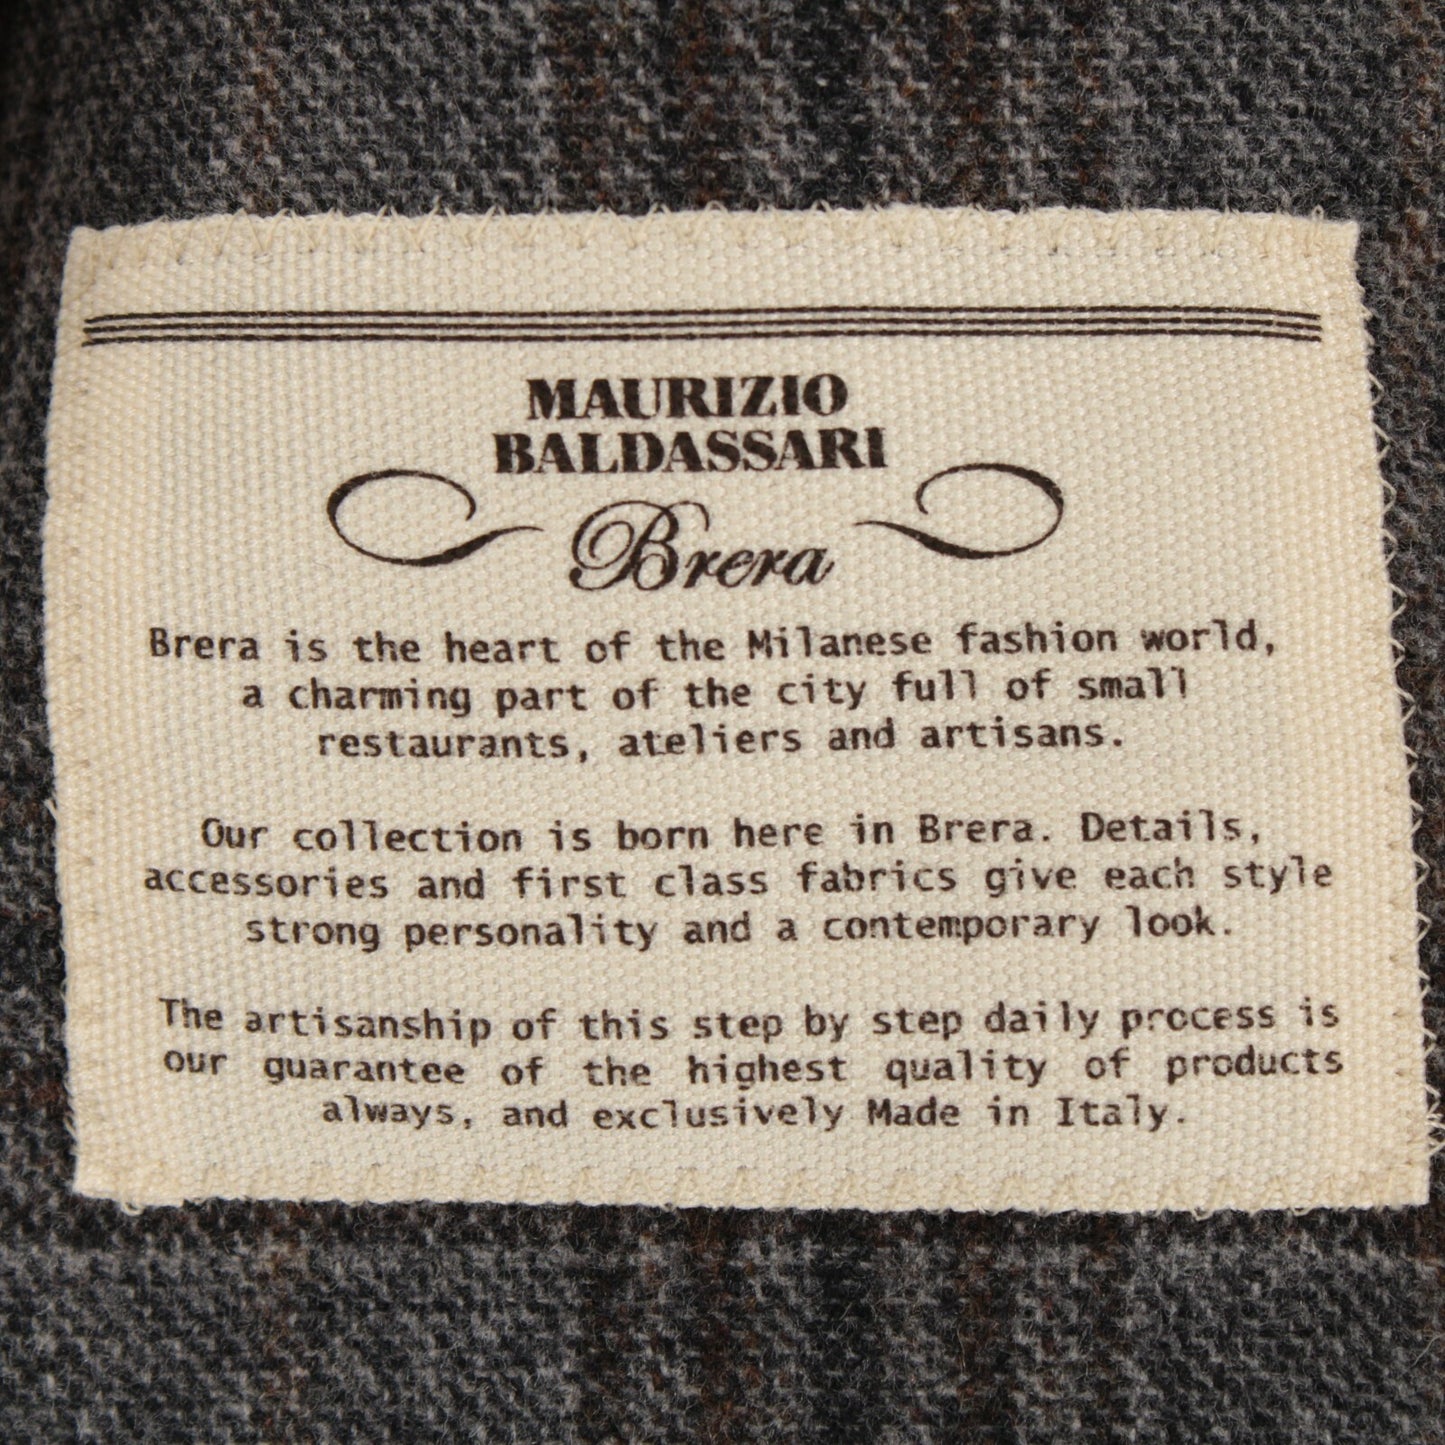 MAURIZIO
BALDASSARI
Brera
Brera is the heart of the Milanese fashion world,
a charming part of the city full of small
restaurants, ateliers and artisans.
Our collection is born here in Brera. Details,
accessories and first class fabrics give each style
strong personality and a contemporary look.
The artisanship of this step by step daily process is
our guarantee of the highest quality of products
always, and exclusively Made in Italy.